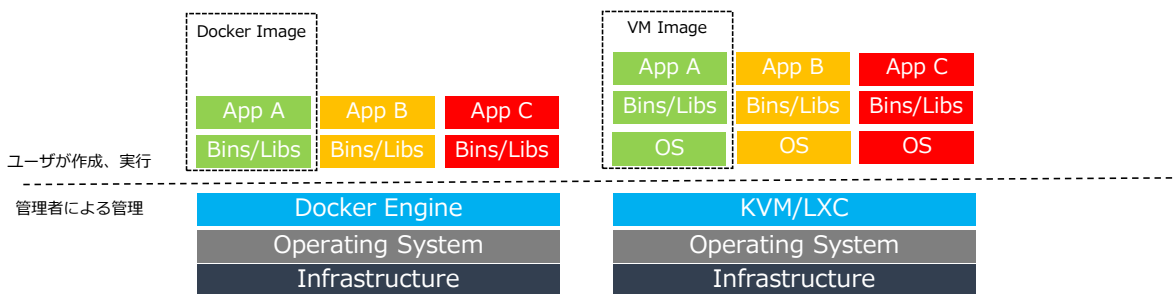 Docker Image
App A App B App C
Bins/Libs Bins/Libs Bins/Libs
VM Image
App A App B App C
Bins/Libs Bins/Libs Bins/Libs
OS OS OS
ユーザが作成、実行
管理者による管理
Docker Engine
Operating System
Infrastructure
KVM/LXC
Operating System
Infrastructure